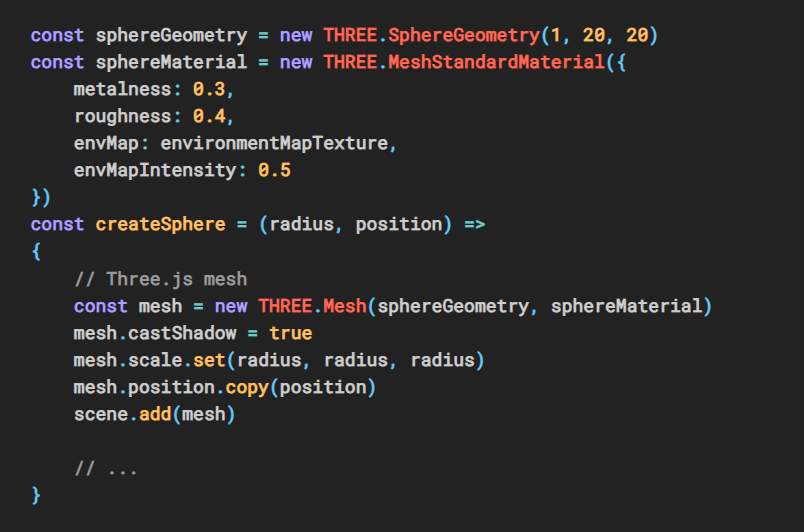 const sphereGeometry = new THREE.SphereGeometry(1, 20, 20)
const sphereMaterial = new THREE.MeshStandardMaterial({
    metalness: 0.3,
    roughness: 0.4,
    envMap: environmentMapTexture,
    envMapIntensity: 0.5
})
const createSphere = (radius, position) =>
{
    // Three.js mesh
    const mesh = new THREE.Mesh(sphereGeometry, sphereMaterial)
    mesh.castShadow = true
    mesh.scale.set(radius, radius, radius)
    mesh.position.copy(position)
    scene.add(mesh)

    // ...
}